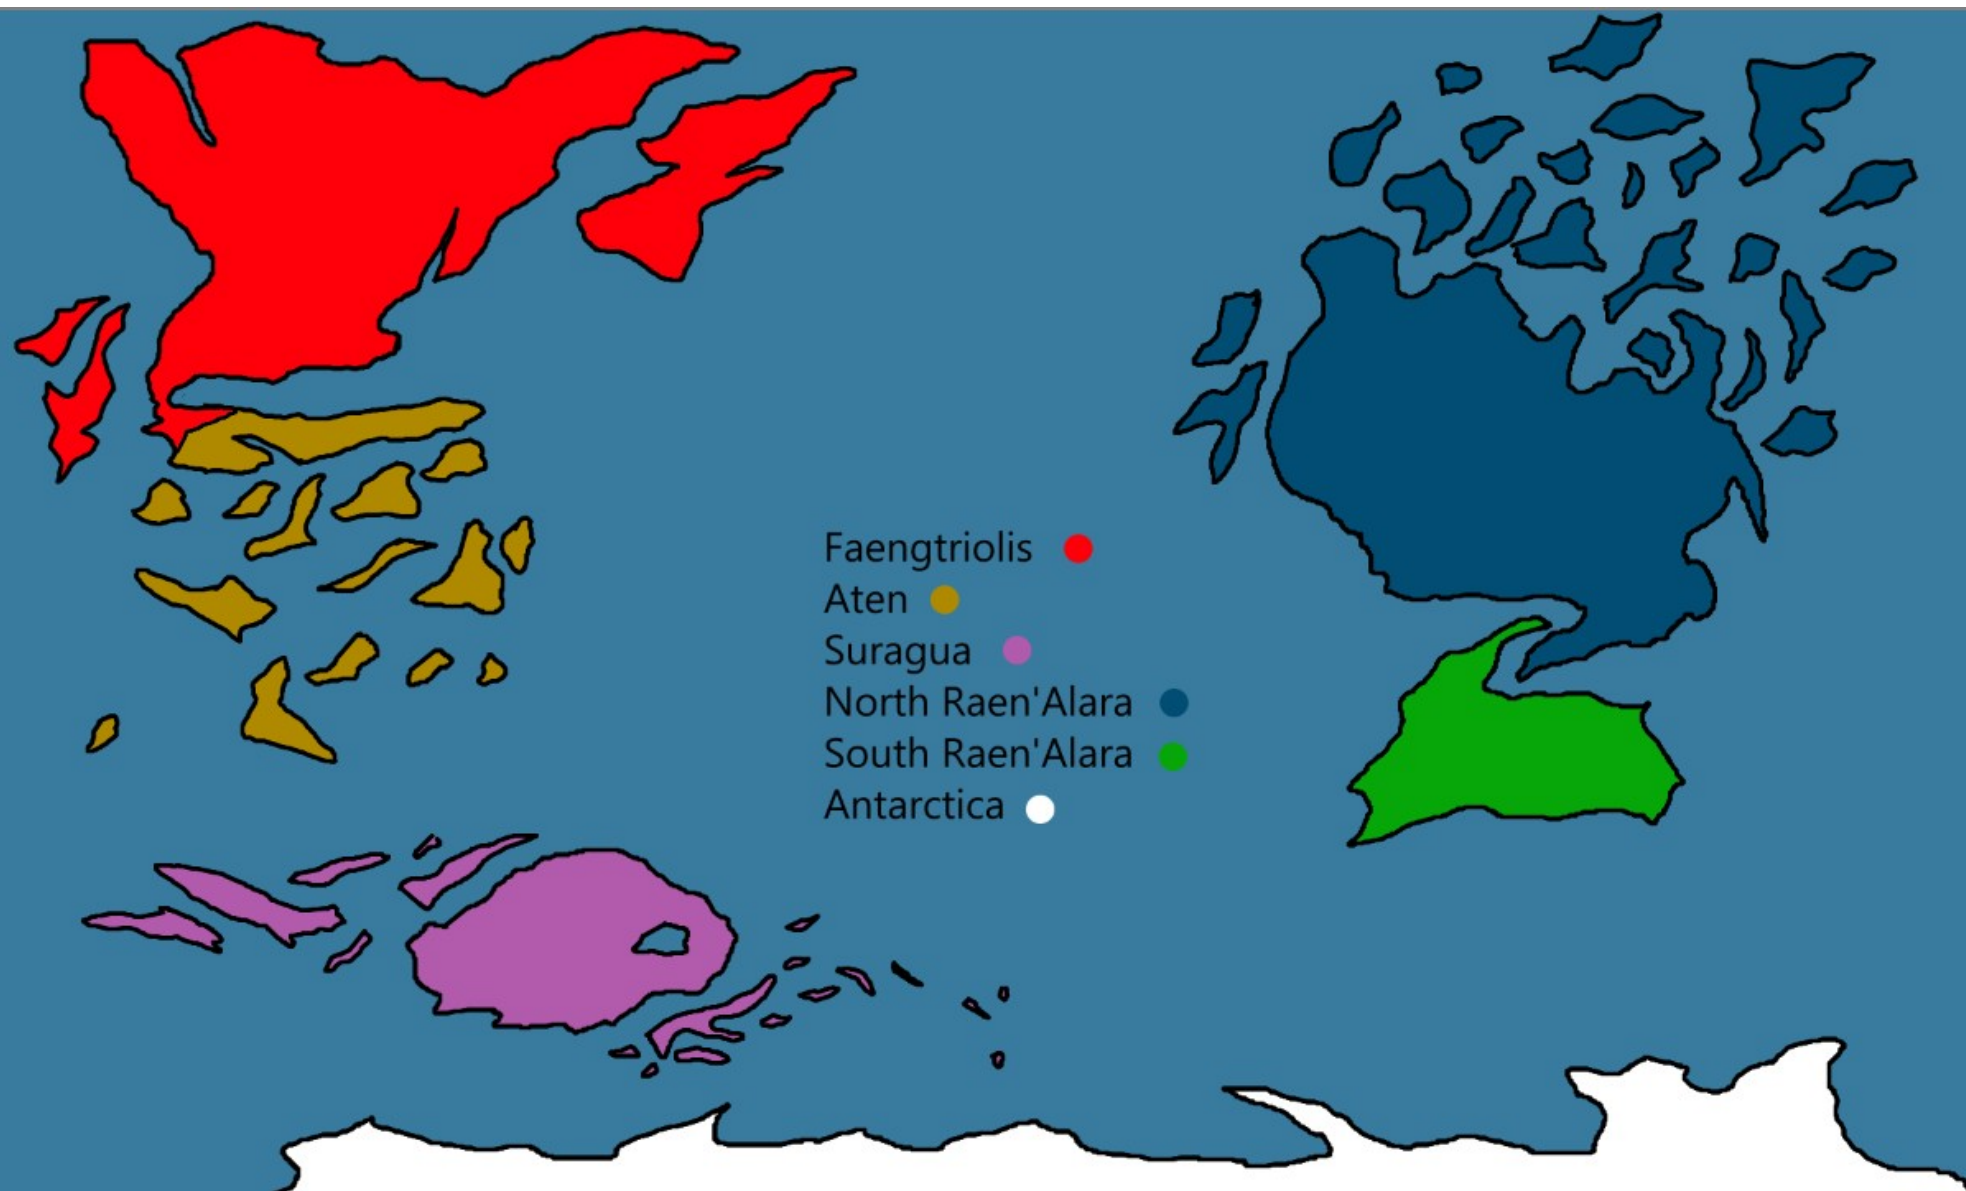 Faengtriolis
Aten
Suragua
North Raen'Alara
South Raen'Alara
Antarctica